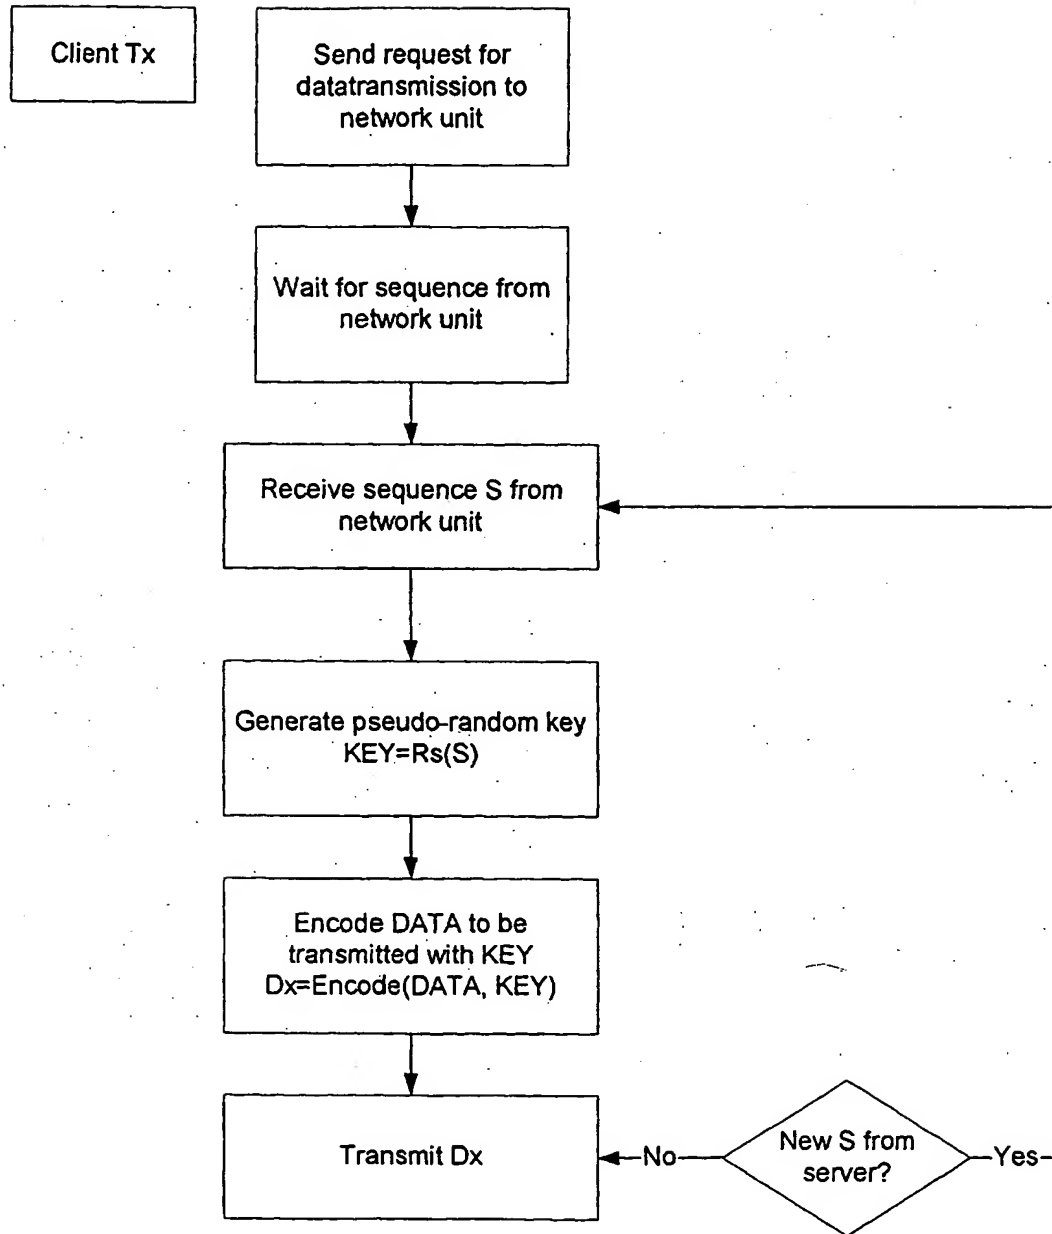 Client Tx
Send request for
datatransmission to
network unit
Wait for sequence from
network unit
Receive sequence S from
network unit
Generate pseudo-random key
KEY=Rs(S)
Encode DATA to be
transmitted with KEY
Dx=Encode(DATA, KEY)
Transmit Dx
No
New S from
server?
Yes